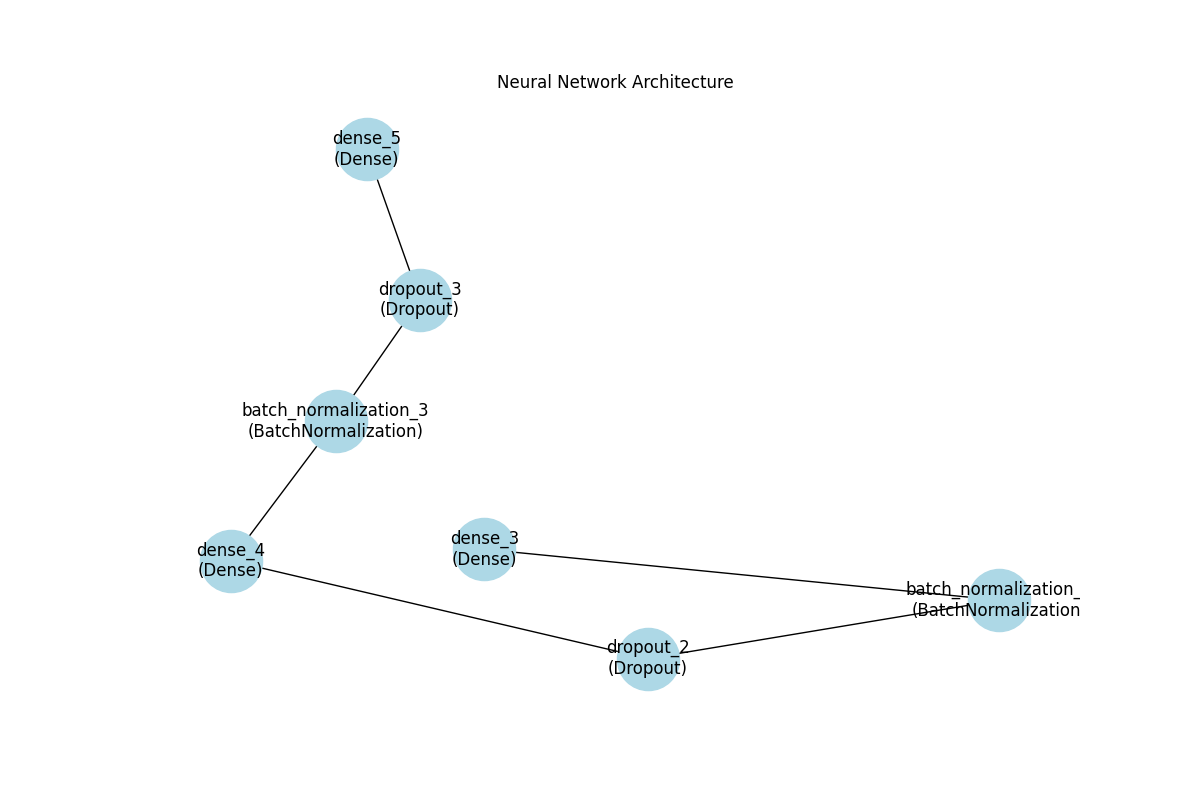 Neural Network Architecture
dense_5
(Dense)
dropout_3
(Dropout)
batch_normalization_3
(BatchNormalization)
dense_4
(Dense)
dense_3
(Dense)
batch_normalization_
(BatchNormalization
dropout_2
(Dropout)